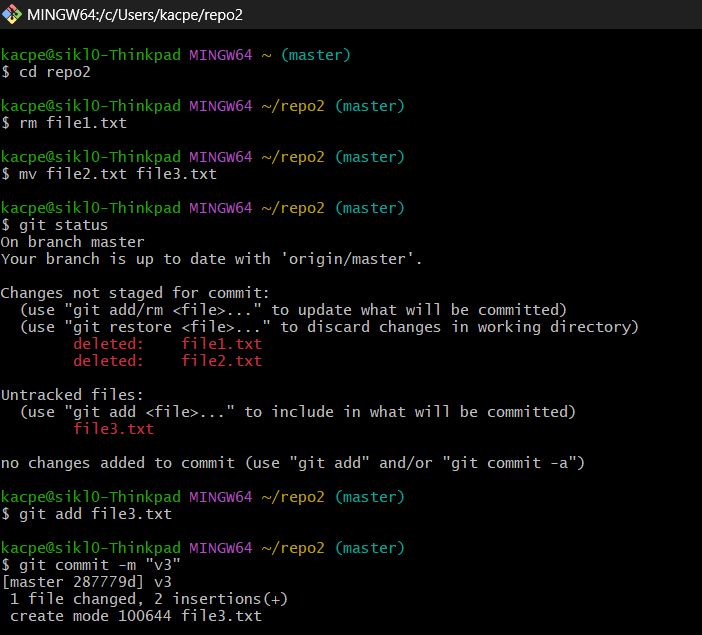 MINGW64:/c/Users/kacpe/repo2
kacpe@sikl0-Thinkpad MINGW64 ~ (master)
$ cd repo2
kacpe@sikl0-Thinkpad MINGW64 ~/repo2 (master)
$ rm file1.txt
kacpe@sikl0-Thinkpad MINGW64 ~/repo2 (master)
$ mv file2.txt file3.txt
kacpe@sikl0-Thinkpad MINGW64 ~/repo2 (master)
$ git status
On branch master
Your branch is up to date with 'origin/master'.
Changes not staged for commit:
  (use "git add/rm <file>..." to update what will be committed)
  (use "git restore <file>..." to discard changes in working directory)
        deleted:    file1.txt
        deleted:    file2.txt
Untracked files:
  (use "git add <file>..." to include in what will be committed)
        file3.txt
no changes added to commit (use "git add" and/or "git commit -a")
kacpe@sikl0-Thinkpad MINGW64 ~/repo2 (master)
$ git add file3.txt
kacpe@sikl0-Thinkpad MINGW64 ~/repo2 (master)
$ git commit -m "v3"
[master 287779d] v3
 1 file changed, 2 insertions(+)
 create mode 100644 file3.txt